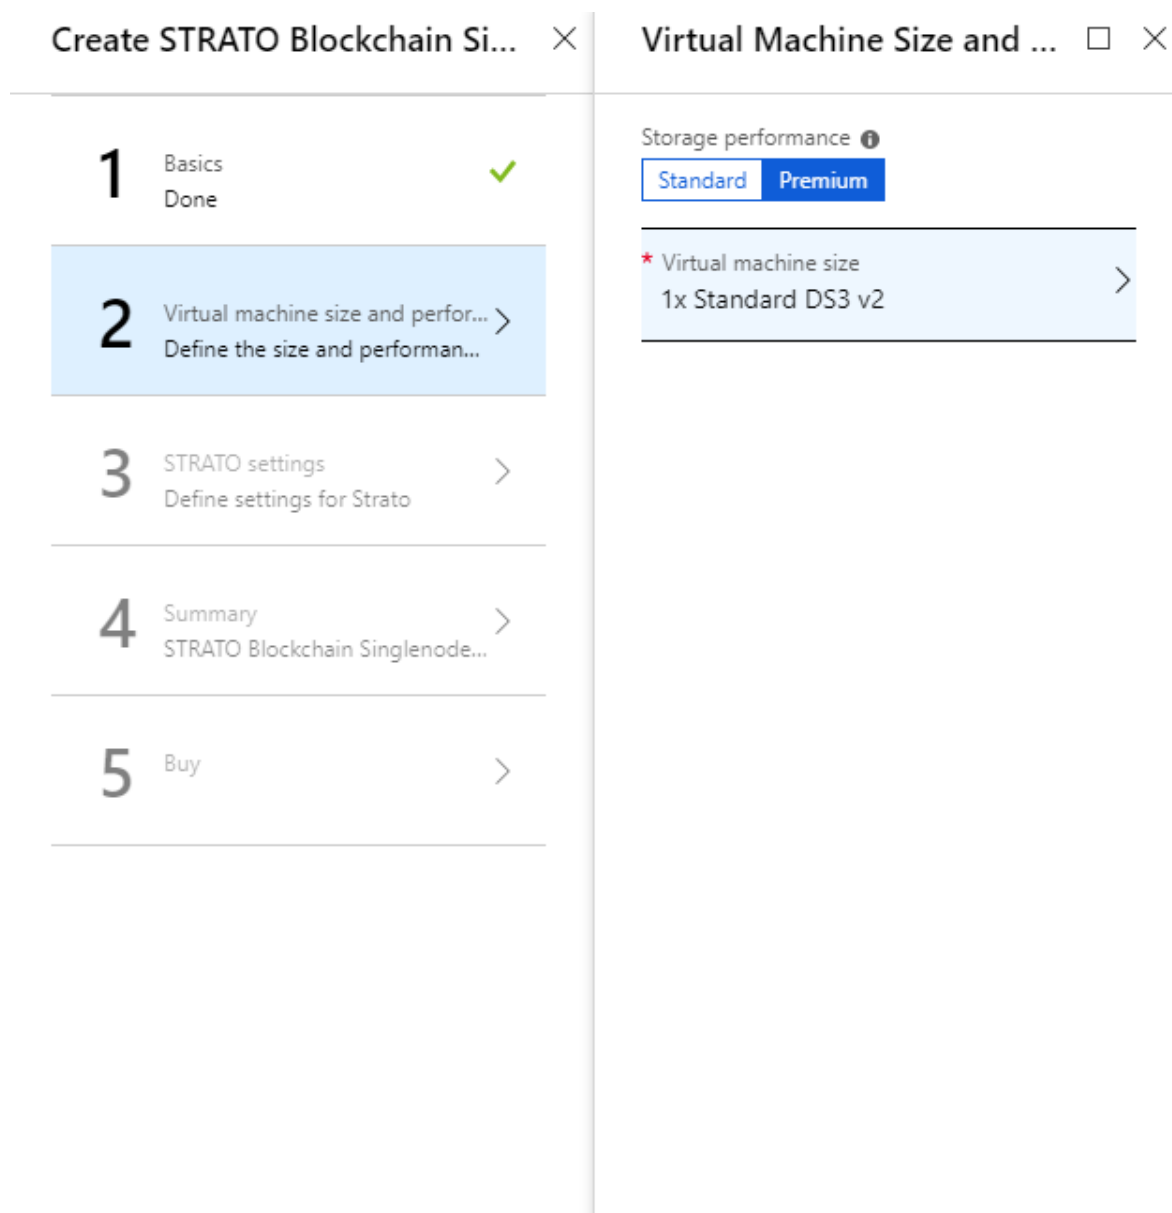 Create STRATO Blockchain Si...
1
Basics
Done
2
Virtual machine size and perfor...
Define the size and performan...
3
STRATO settings
Define settings for Strato
4
Summary
STRATO Blockchain Singlenode...
5
Buy
Virtual Machine Size and ...
Storage performance
Standard Premium
* Virtual machine size
1x Standard DS3 v2